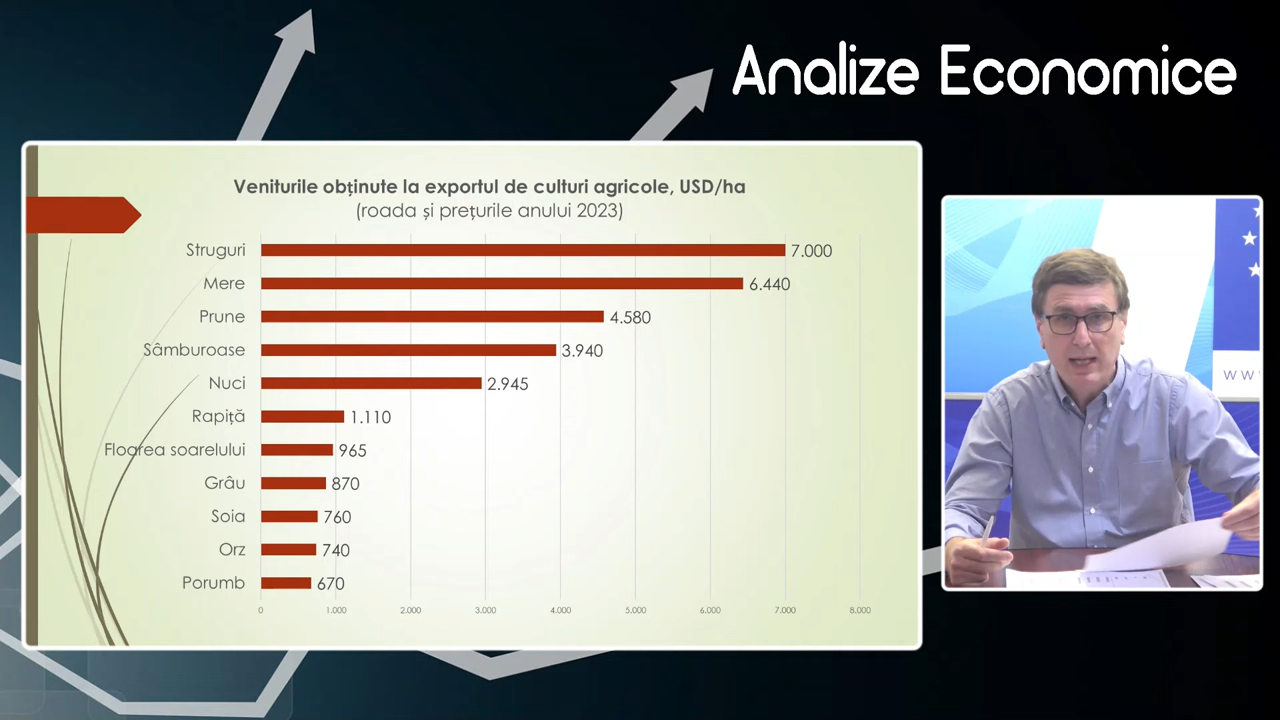 Analize Economice
Veniturile obținute la exportul de culturi agricole, USD/ha
(roada și prețurile anului 2023)
Struguri 7.000
Mere 6.440
Prune 4.580
Sâmburoase 3.940
Nuci 2.945
Rapiță 1.110
Floarea soarelului 965
Grâu 870
Soia 760
Orz 740
Porumb 670
0 1.000 2.000 3.000 4.000 5.000 6.000 7.000 8.000